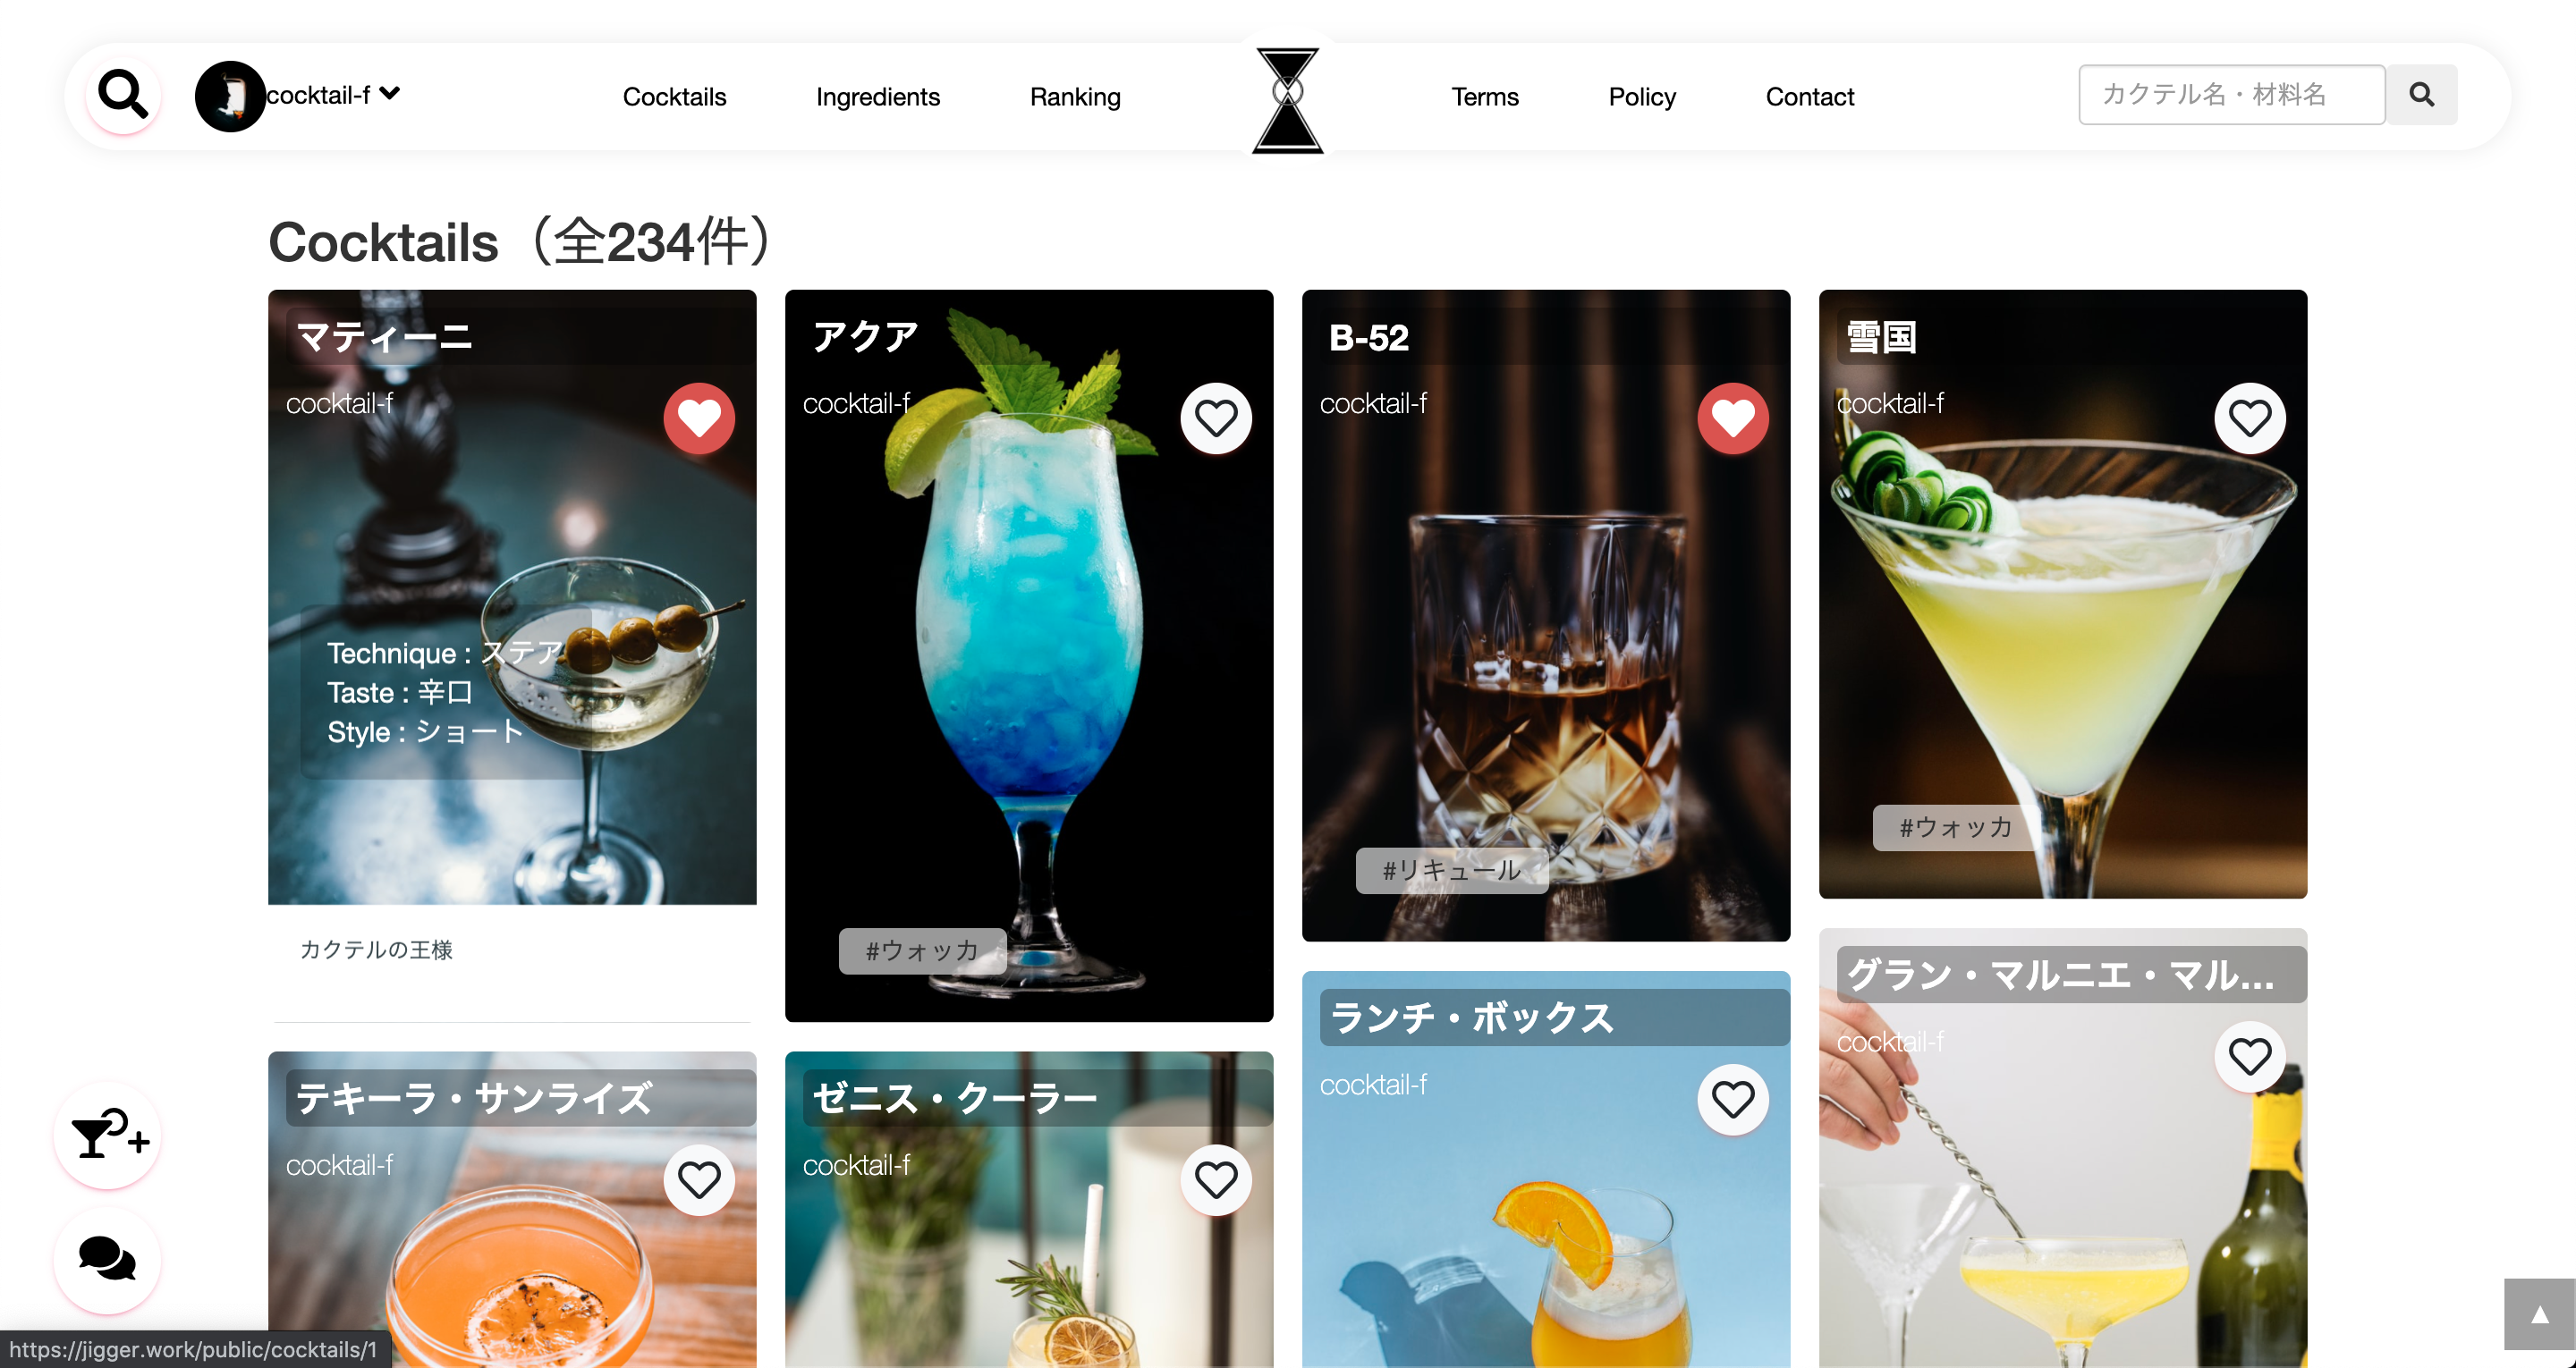 cocktail-f
Cocktails
Ingredients
Ranking
Terms
Policy
Contact
カクテル名・材料名
Cocktails（全234件）
マティーニ
cocktail-f
Technique : ステア
Taste : 辛口
Style : ショート
カクテルの王様
アクア
cocktail-f
#ウォッカ
B-52
cocktail-f
#リキュール
雪国
cocktail-f
#ウォッカ
テキーラ・サンライズ
cocktail-f
ゼニス・クーラー
cocktail-f
ランチ・ボックス
cocktail-f
グラン・マルニエ・マル...
cocktail-f
https://jigger.work/public/cocktails/1